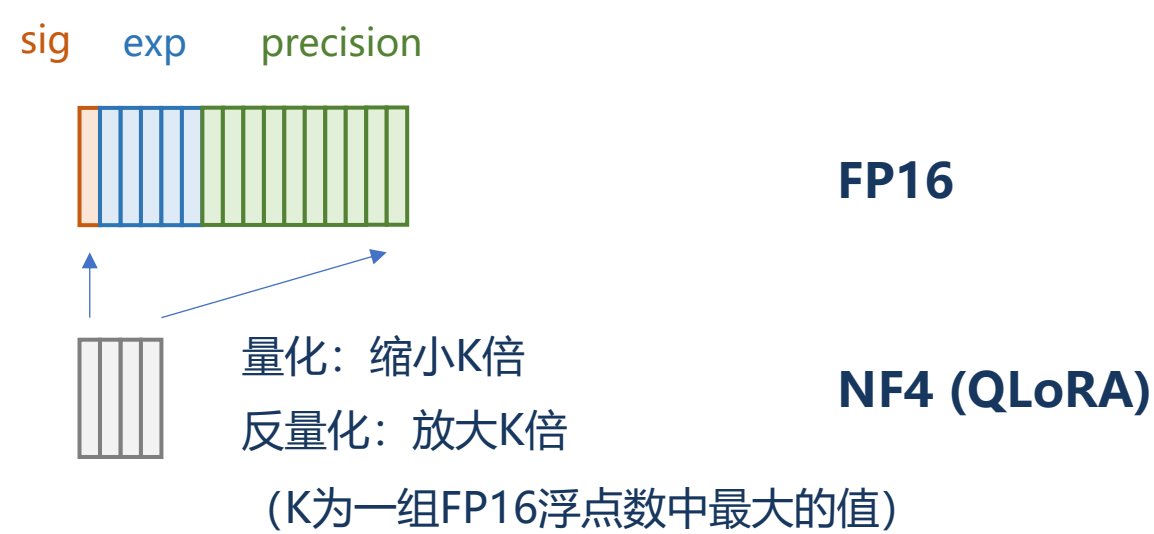 sig exp precision
FP16
量化：缩小K倍
NF4 (QLoRA)
反量化：放大K倍
（K为一组FP16浮点数中最大的值）